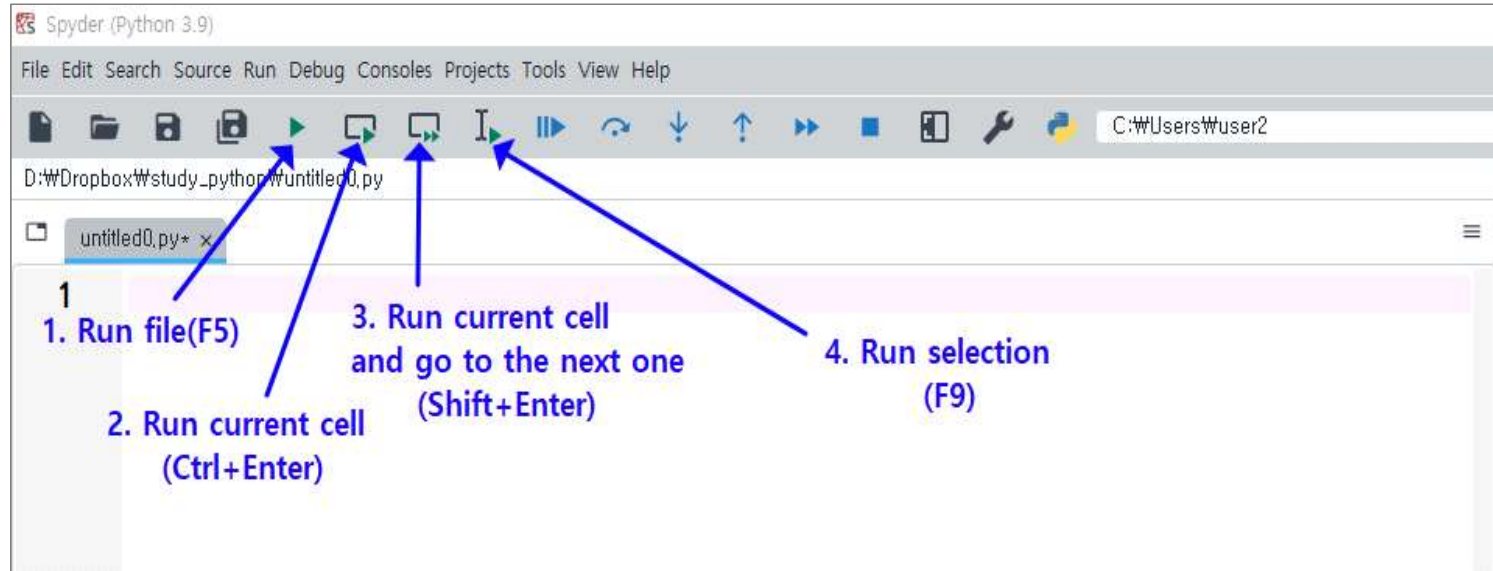 Spyder (Python 3.9)
File Edit Search Source Run Debug Consoles Projects Tools View Help
C:₩Users₩user2
D:₩Dropbox₩study_python₩untitled0.py
untitled0.py*
1
1. Run file(F5)
3. Run current cell
and go to the next one
(Shift+Enter)
4. Run selection
(F9)
2. Run current cell
(Ctrl+Enter)